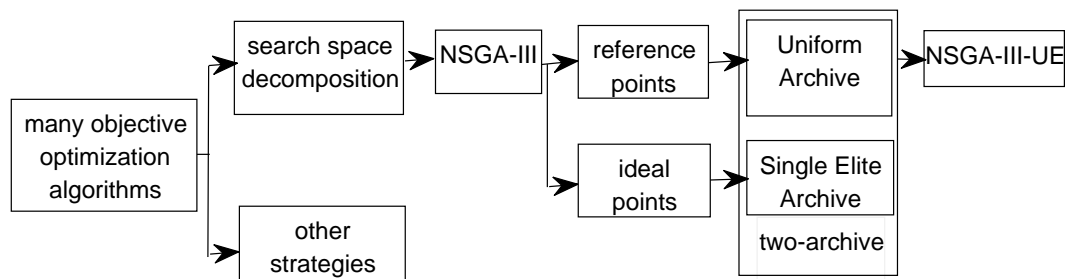 many objective
optimization
algorithms
search space
decomposition
other
strategies
NSGA-III
reference
points
ideal
points
Uniform
Archive
Single Elite
Archive
two-archive
NSGA-III-UE